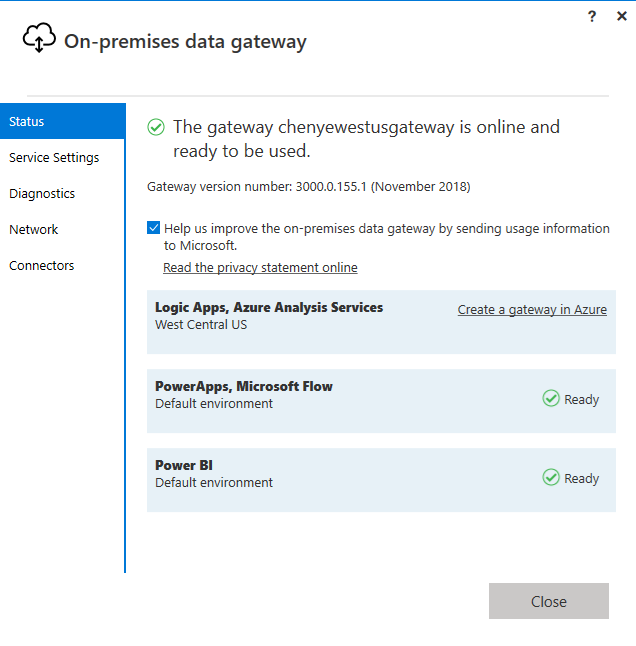 ? ×
On-premises data gateway
Status
Service Settings
Diagnostics
Network
Connectors
The gateway chenyewestusgateway is online and
ready to be used.
Gateway version number: 3000.0.155.1 (November 2018)
Help us improve the on-premises data gateway by sending usage information
to Microsoft.
Read the privacy statement online
Logic Apps, Azure Analysis Services
West Central US
Create a gateway in Azure
PowerApps, Microsoft Flow
Default environment
Ready
Power BI
Default environment
Ready
Close